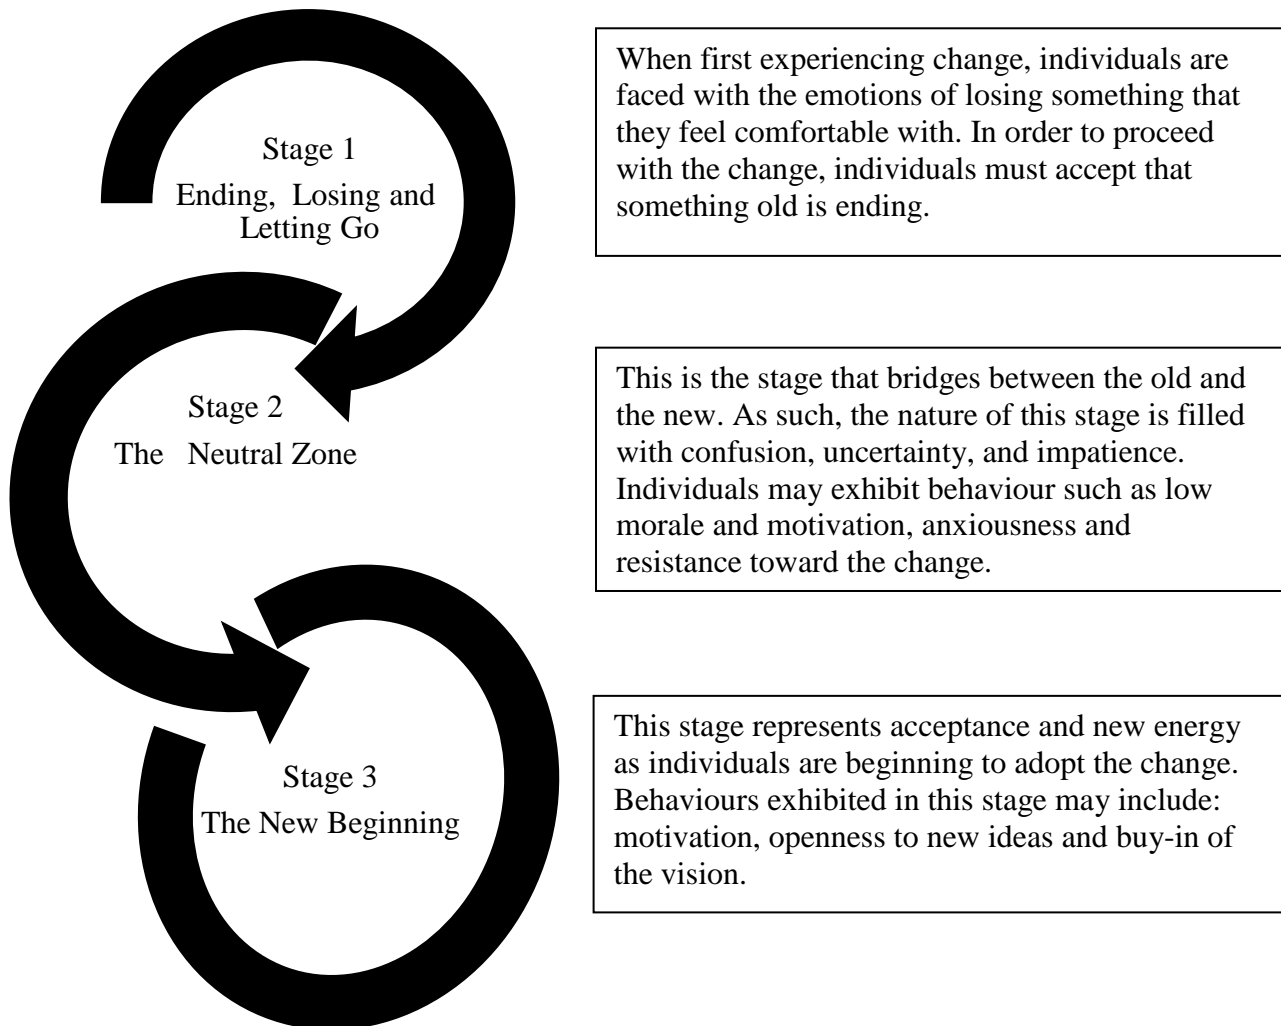 Stage 1
Ending, Losing and
Letting Go
When first experiencing change, individuals are
faced with the emotions of losing something that
they feel comfortable with. In order to proceed
with the change, individuals must accept that
something old is ending.
Stage 2
The Neutral Zone
This is the stage that bridges between the old and
the new. As such, the nature of this stage is filled
with confusion, uncertainty, and impatience.
Individuals may exhibit behaviour such as low
morale and motivation, anxiousness and
resistance toward the change.
Stage 3
The New Beginning
This stage represents acceptance and new energy
as individuals are beginning to adopt the change.
Behaviours exhibited in this stage may include:
motivation, openness to new ideas and buy-in of
the vision.